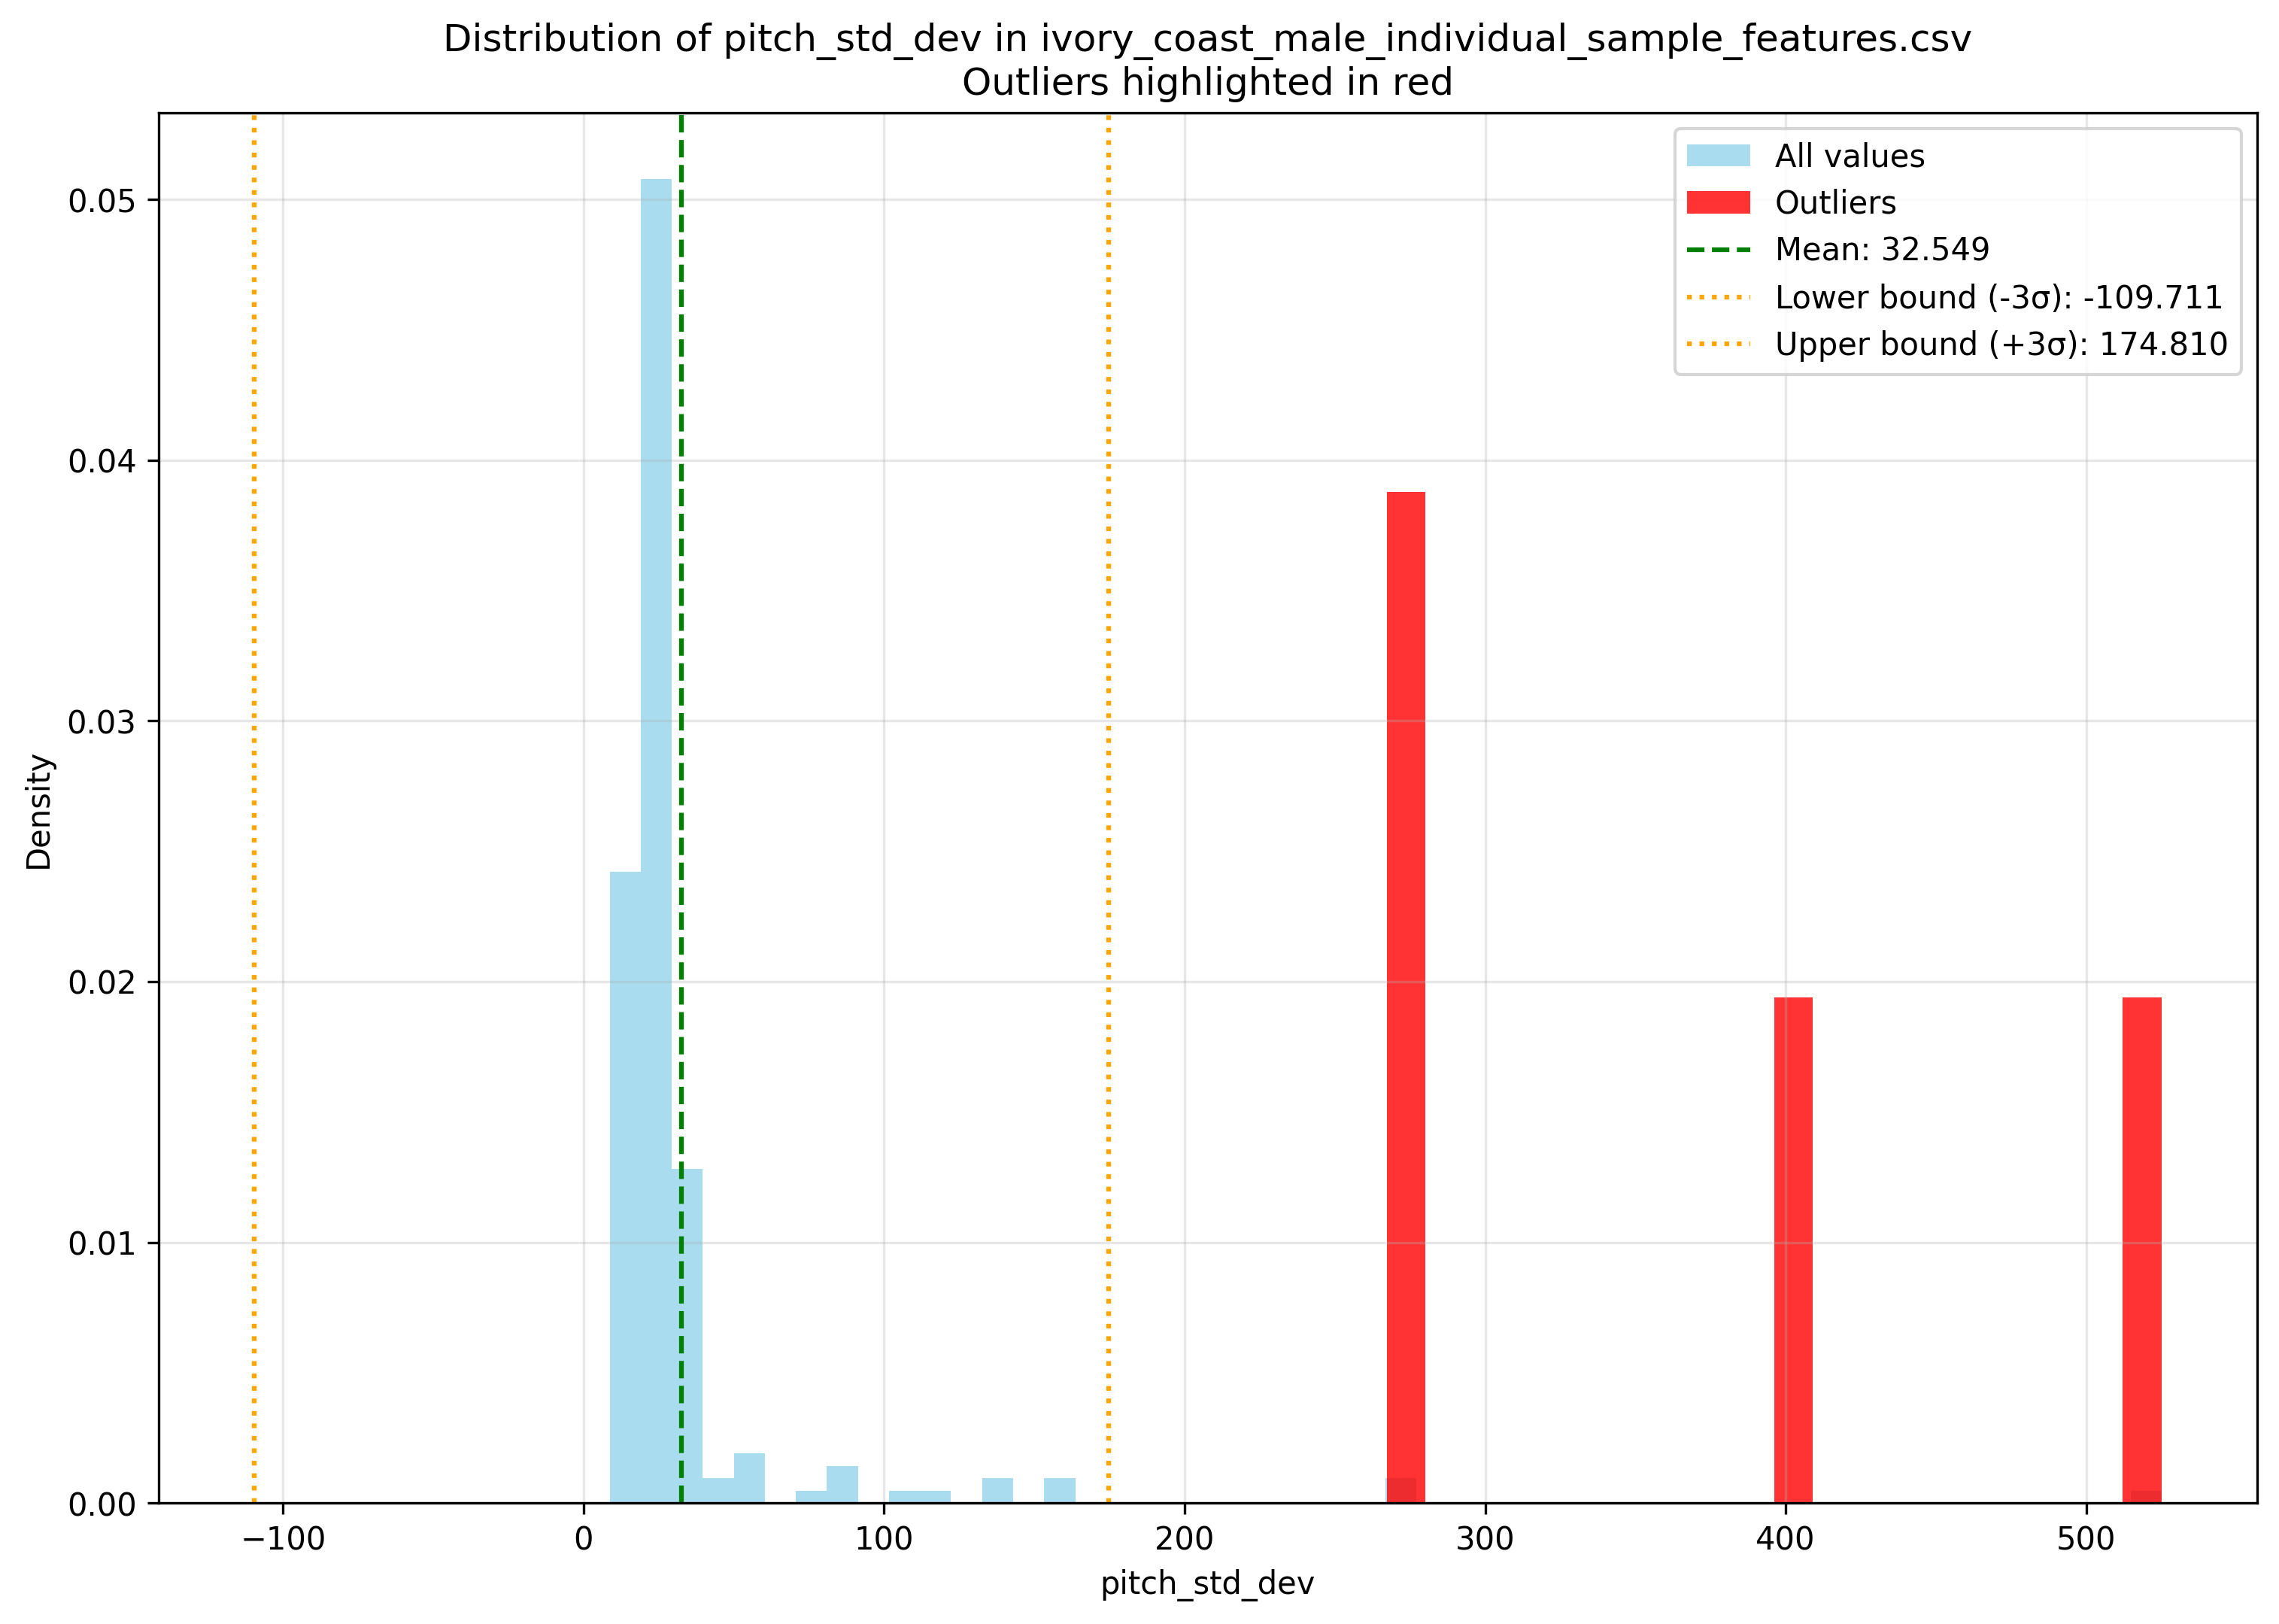 Distribution of pitch_std_dev in ivory_coast_male_individual_sample_features.csv
Outliers highlighted in red
All values
Outliers
Mean: 32.549
Lower bound (-3σ): -109.711
Upper bound (+3σ): 174.810
0.05
0.04
0.03
0.02
0.01
0.00
Density
−100
0
100
200
300
400
500
pitch_std_dev